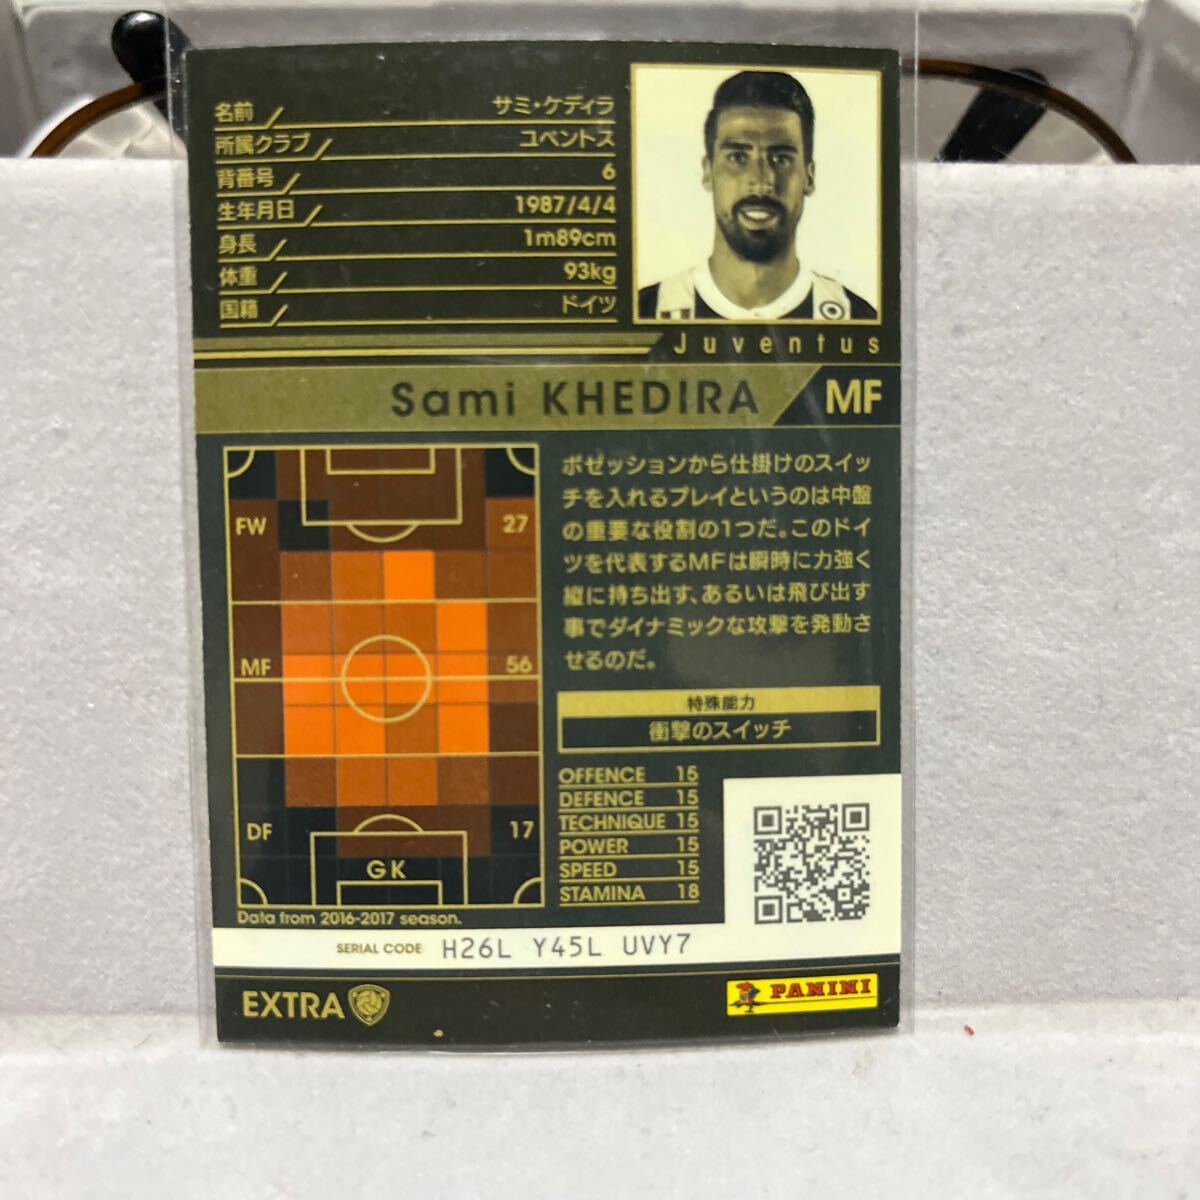 名前 サミ・ケディラ
所属クラブ ユベントス
背番号 6
生年月日 1987/4/4
身長 1m89cm
体重 93kg
国籍 ドイツ
Juventus
Sami KHEDIRA MF
FW 27
MF 56
DF 17
GK
Data from 2016-2017 season.
ポゼッションから仕掛けのスイッ
チを入れるプレイというのは中盤
の重要な役割の1つだ。このドイ
ツを代表するMFは瞬時に力強く
縦に持ち出す、あるいは飛び出す
事でダイナミックな攻撃を発動さ
せるのだ。
特殊能力
衝撃のスイッチ
OFFENCE 15
DEFENCE 15
TECHNIQUE 15
POWER 15
SPEED 15
STAMINA 18
SERIAL CODE H26L Y45L UVY7
EXTRA
PANINI